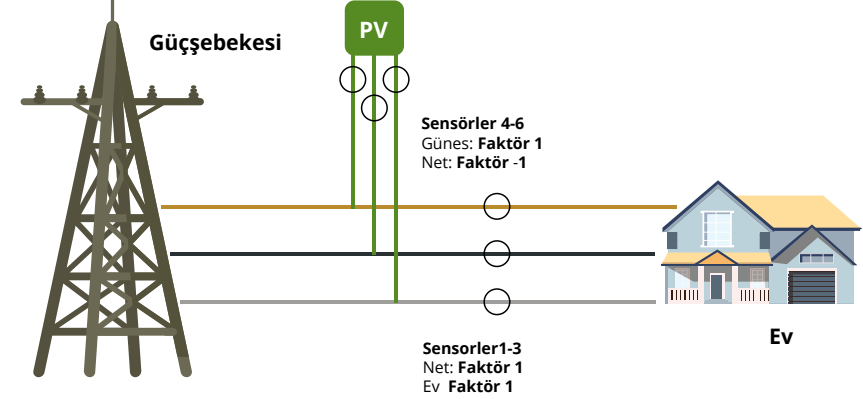 Güçşebekesi
PV
Sensörler 4-6
Günes: Faktör 1
Net: Faktör -1
Sensorler1-3
Net: Faktör 1
Ev Faktör 1
Ev